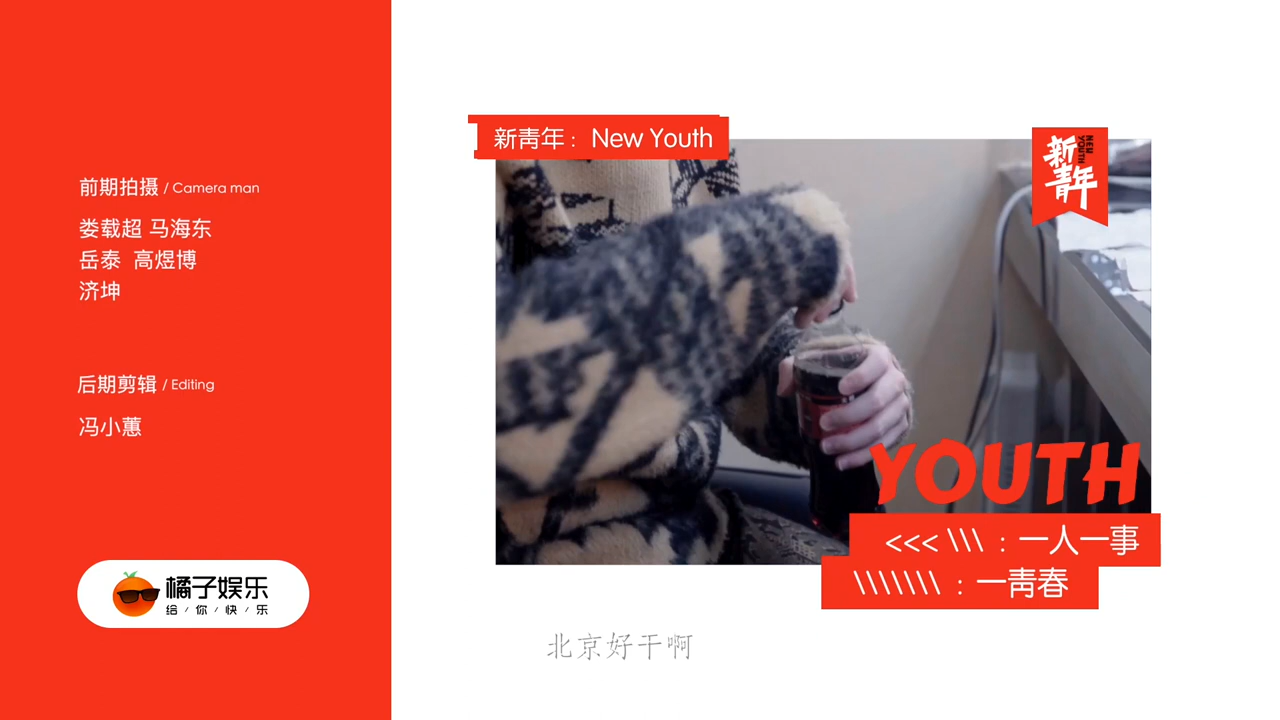 前期拍摄 / Camera man
娄载超 马海东
岳泰 高煜博
济坤
后期剪辑 / Editing
冯小蕙
橘子娱乐
给 / 你 / 快 / 乐
新青年： New Youth
新青年
NEW YOUTH
YOUTH
<<< \\\ ：一人一事
\\\\\\\ ：一青春
北京好干啊